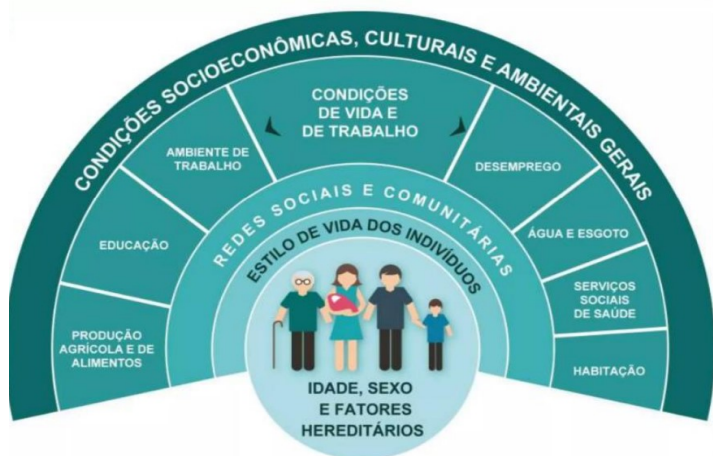 CONDIÇÕES SOCIOECONÔMICAS, CULTURAIS E AMBIENTAIS GERAIS
CONDIÇÕES
DE VIDA E
DE TRABALHO
AMBIENTE DE
TRABALHO
DESEMPREGO
EDUCAÇÃO
ÁGUA E ESGOTO
PRODUÇÃO
AGRÍCOLA E DE
ALIMENTOS
SERVIÇOS
SOCIAIS
DE SAÚDE
HABITAÇÃO
REDES SOCIAIS E COMUNITÁRIAS
ESTILO DE VIDA DOS INDIVÍDUOS
IDADE, SEXO
E FATORES
HEREDITÁRIOS